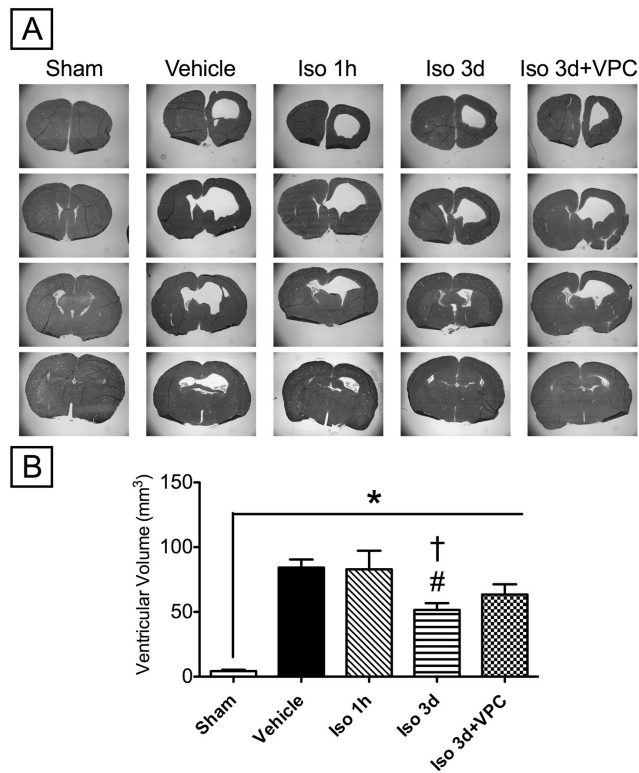 A
Sham Vehicle Iso 1h Iso 3d Iso 3d+VPC
B
Ventricular Volume (mm³)
150
100
50
0
*
†
#
Sham Vehicle Iso 1h Iso 3d Iso 3d+VPC